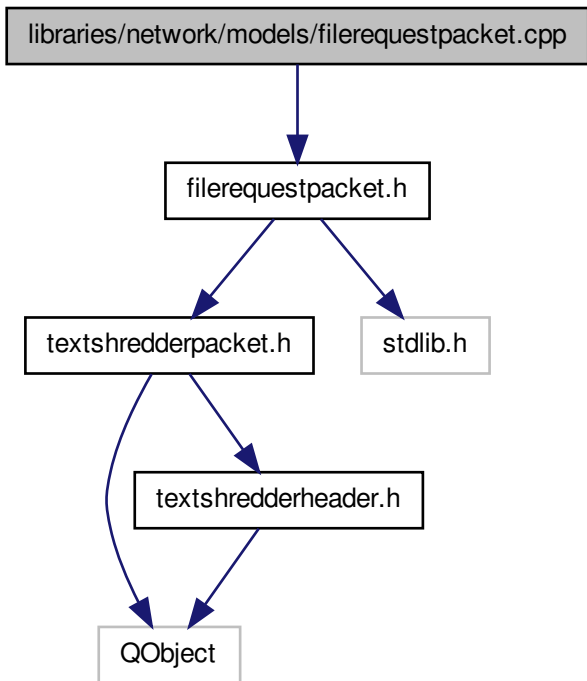 libraries/network/models/filerequestpacket.cpp
filerequestpacket.h
textshredderpacket.h
stdlib.h
textshredderheader.h
QObject